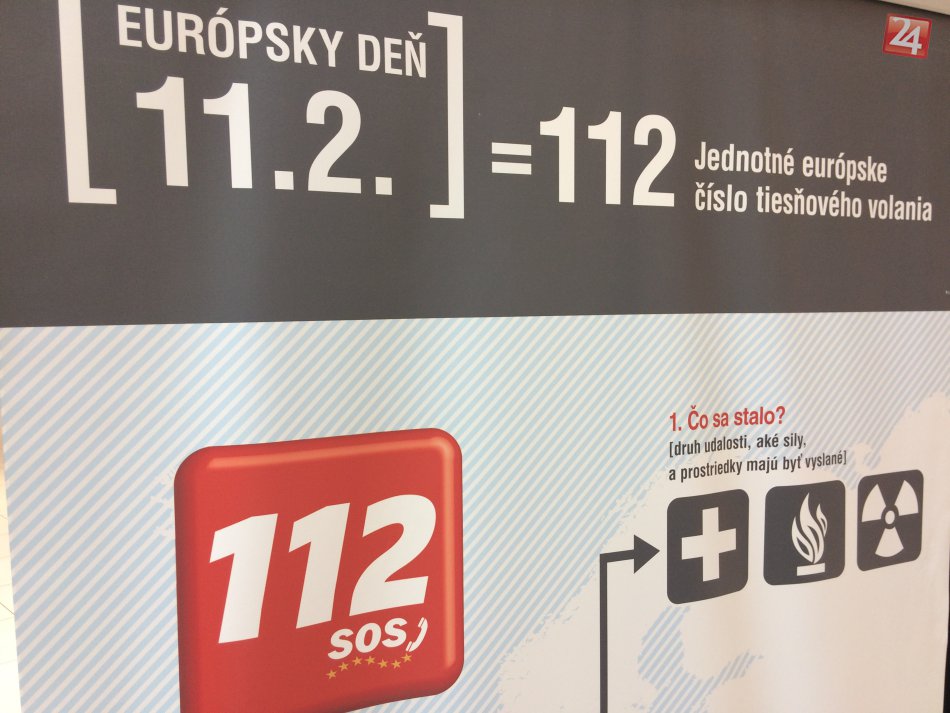 EURÓPSKY DEŇ
[11.2.] =112
Jednotné európske
číslo tiesňového volania
24
1. Čo sa stalo?
[druh udalosti, aké sily,
a prostriedky majú byť vyslané]
112
SOS